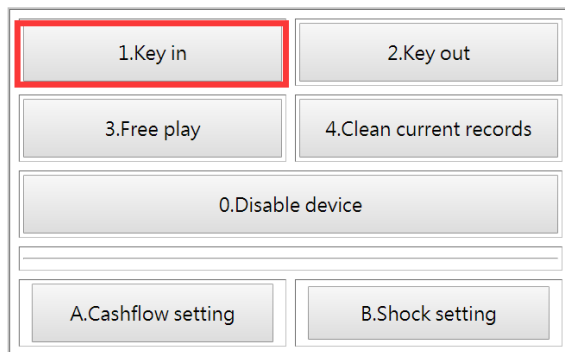 1.Key in
2.Key out
3.Free play
4.Clean current records
0.Disable device
A.Cashflow setting
B.Shock setting